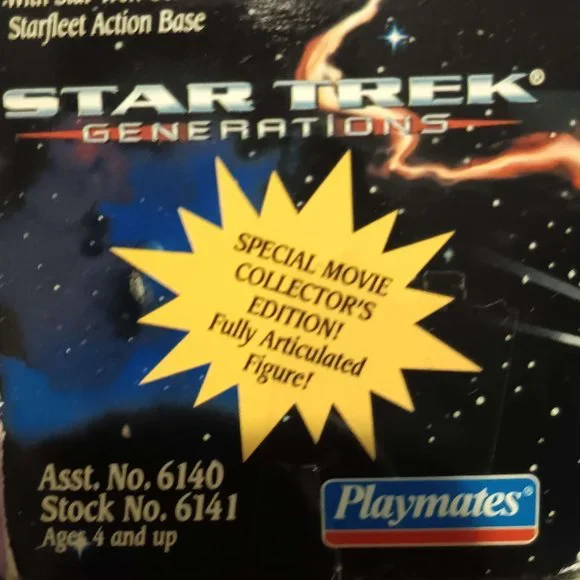 Starfleet Action Base
STAR TREK®
GENERATIONS
SPECIAL MOVIE
COLLECTOR'S
EDITION!
Fully Articulated
Figure!
Asst. No. 6140
Stock No. 6141
Ages 4 and up
Playmates®